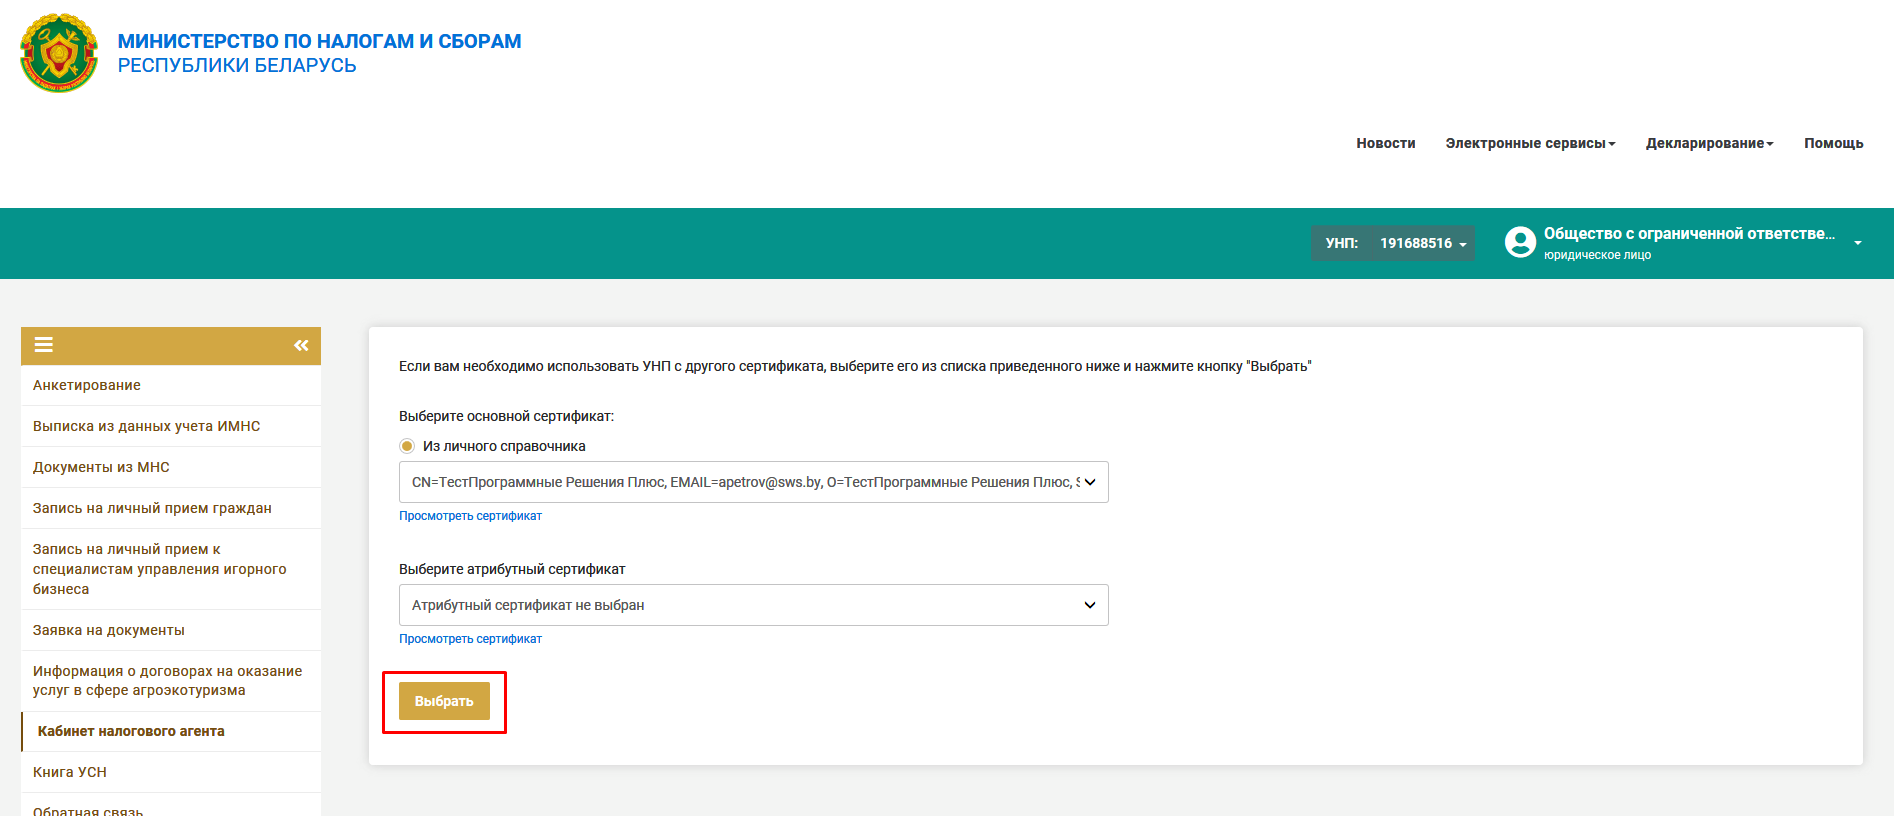 МИНИСТЕРСТВО ПО НАЛОГАМ И СБОРАМ
РЕСПУБЛИКИ БЕЛАРУСЬ
Новости Электронные сервисы Декларирование Помощь
УНП: 191688516
Общество с ограниченной ответстве...
юридическое лицо
Анкетирование
Выписка из данных учета ИМНС
Документы из МНС
Запись на личный прием граждан
Запись на личный прием к
специалистам управления игорного
бизнеса
Заявка на документы
Информация о договорах на оказание
услуг в сфере агроэкотуризма
Кабинет налогового агента
Книга УСН
Обратная связь
Если вам необходимо использовать УНП с другого сертификата, выберите его из списка приведенного ниже и нажмите кнопку "Выбрать"
Выберите основной сертификат:
Из личного справочника
CN=ТестПрограммные Решения Плюс, EMAIL=apetrov@sws.by, O=ТестПрограммные Решения Плюс,
Просмотреть сертификат
Выберите атрибутный сертификат
Атрибутный сертификат не выбран
Просмотреть сертификат
Выбрать